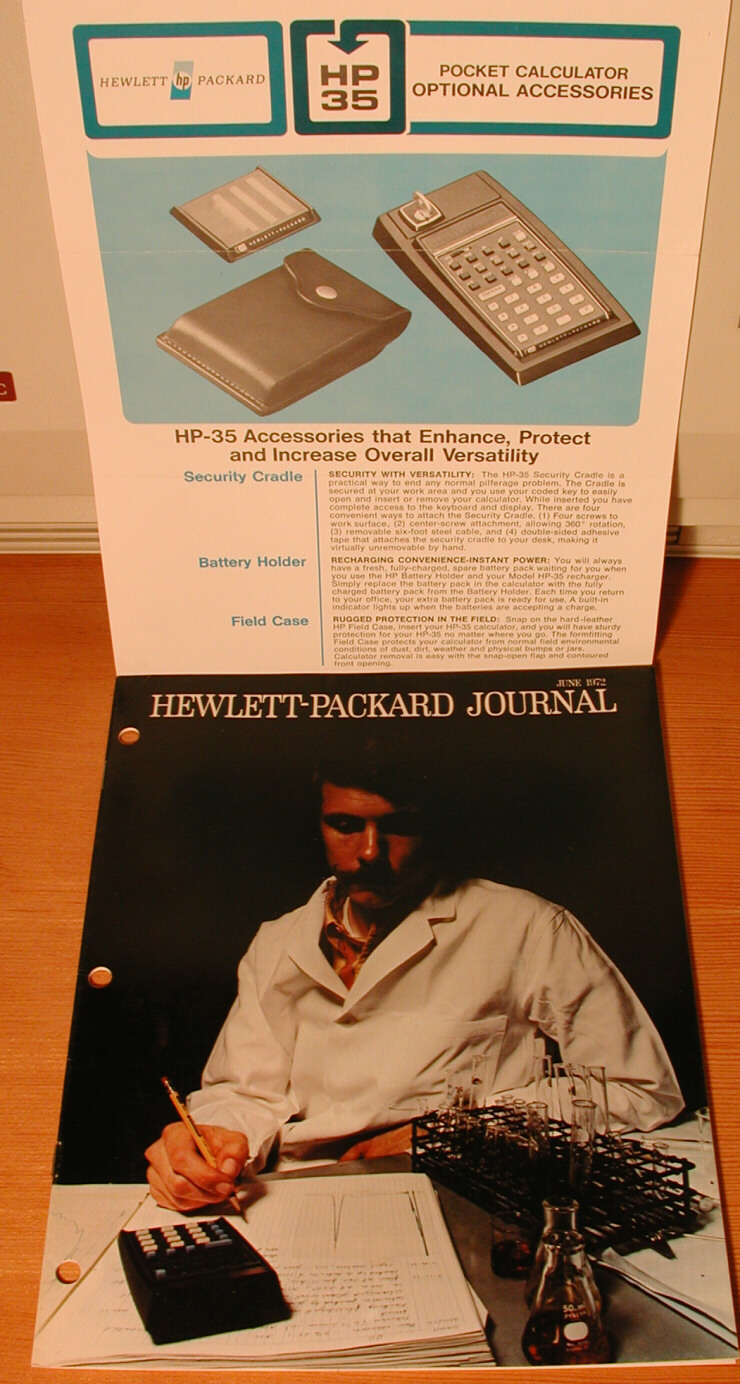 HEWLETT hp PACKARD
HP
35
POCKET CALCULATOR
OPTIONAL ACCESSORIES
HEWLETT·PACKARD
HEWLETT·PACKARD
HP-35 Accessories that Enhance, Protect
and Increase Overall Versatility
Security Cradle
SECURITY WITH VERSATILITY: The HP-35 Security Cradle is a
practical way to end any normal pilferage problem. The Cradle is
secured at your work area and you use your coded key to easily
open and insert or remove your calculator. While inserted you have
complete access to the keyboard and display. There are four
convenient ways to attach the Security Cradle, (1) Four screws to
work surface, (2) center-screw attachment, allowing 360° rotation,
(3) removable six-foot steel cable, and (4) double-sided adhesive
tape that attaches the security cradle to your desk, making it
virtually unremovable by hand.
Battery Holder
RECHARGING CONVENIENCE-INSTANT POWER: You will always
have a fresh, fully-charged, spare battery pack waiting for you when
you use the HP Battery Holder and your Model HP-35 recharger.
Simply replace the battery pack in the calculator with the fully
charged battery pack from the Battery Holder. Each time you return
to your office, your extra battery pack is ready for use. A built-in
indicator lights up when the batteries are accepting a charge.
Field Case
RUGGED PROTECTION IN THE FIELD: Snap on the hard-leather
HP Field Case, insert your HP-35 calculator, and you will have sturdy
protection for your HP-35 no matter where you go. The formfitting
Field Case protects your calculator from normal field environmental
conditions of dust, dirt, weather and physical bumps or jars.
Calculator removal is easy with the snap-open flap and contoured
front opening.
JUNE 1972
HEWLETT-PACKARD JOURNAL
C
50